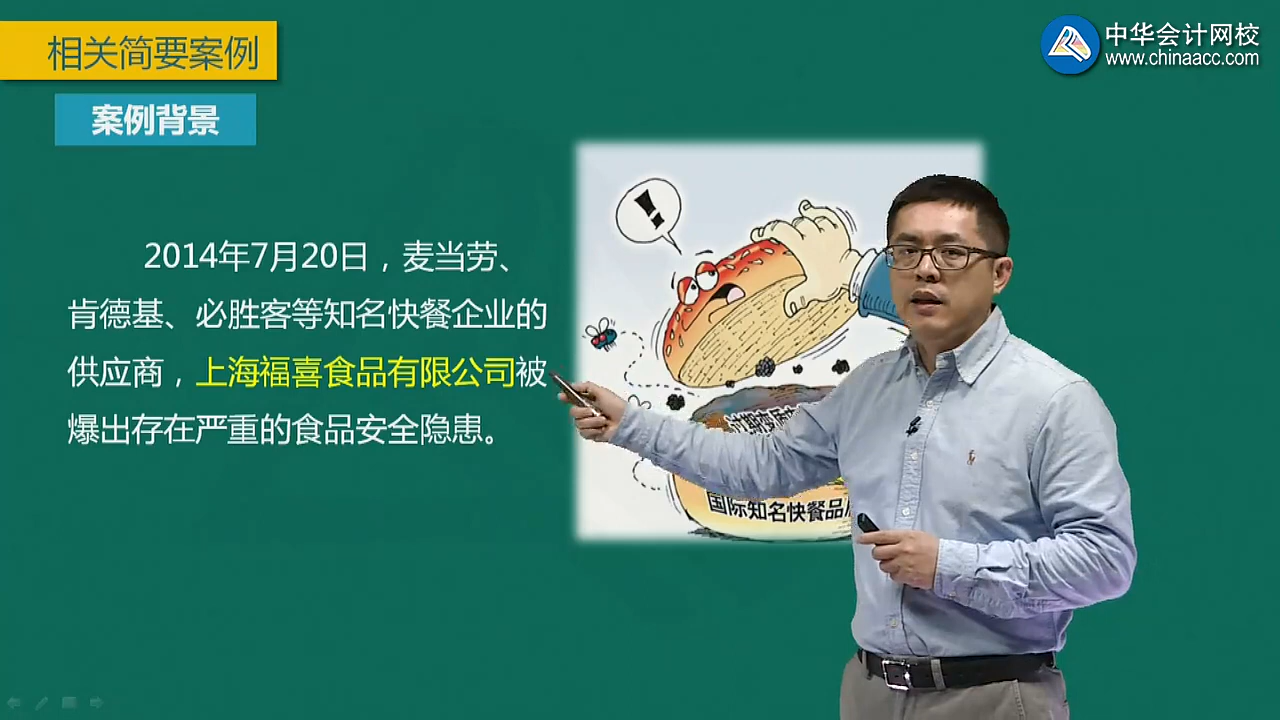 相关简要案例
中华会计网校
www.chinaacc.com
案例背景
2014年7月20日，麦当劳、
肯德基、必胜客等知名快餐企业的
供应商，上海福喜食品有限公司被
爆出存在严重的食品安全隐患。
国际知名快餐品